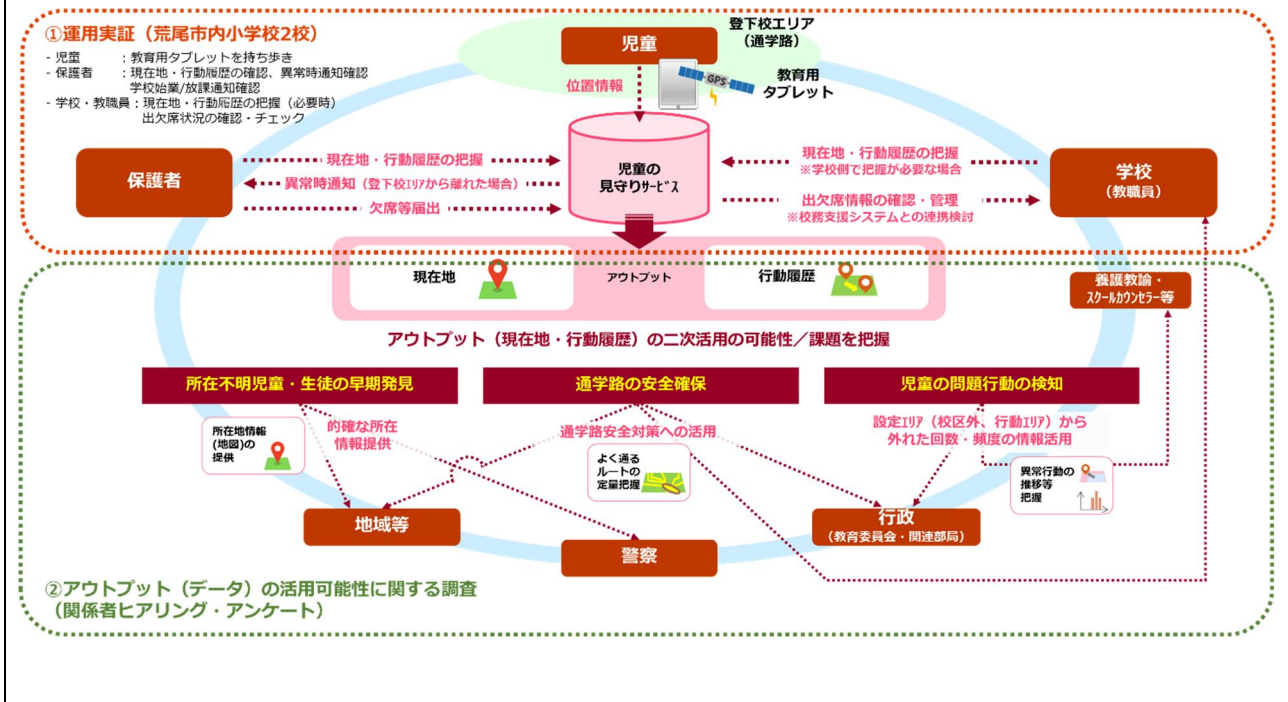 ①運用実証（荒尾市内小学校2校）
- 児童　　　：教育用タブレットを持ち歩き
- 保護者　　：現在地・行動履歴の確認、異常時通知確認
学校始業/放課通知確認
- 学校・教職員：現在地・行動履歴の把握（必要時）
出欠席状況の確認・チェック
児童
登下校エリア
（通学路）
位置情報
GPS
教育用
タブレット
保護者
現在地・行動履歴の把握
異常時通知（登下校ｴﾘｱから離れた場合）
欠席等届出
児童の
見守りｻｰﾋﾞｽ
現在地・行動履歴の把握
※学校側で把握が必要な場合
出欠席情報の確認・管理
※校務支援システムとの連携検討
学校
（教職員）
現在地
アウトプット
行動履歴
養護教諭・
ｽｸｰﾙｶｳﾝｾﾗｰ等
アウトプット（現在地・行動履歴）の二次活用の可能性／課題を把握
所在不明児童・生徒の早期発見
通学路の安全確保
児童の問題行動の検知
所在地情報
(地図)の
提供
的確な所在
情報提供
通学路安全対策への活用
よく通る
ルートの
定量把握
設定ｴﾘｱ（校区外、行動ｴﾘｱ）から
外れた回数・頻度の情報活用
異常行動の
推移等
把握
地域等
警察
行政
（教育委員会・関連部局）
②アウトプット（データ）の活用可能性に関する調査
（関係者ヒアリング・アンケート）